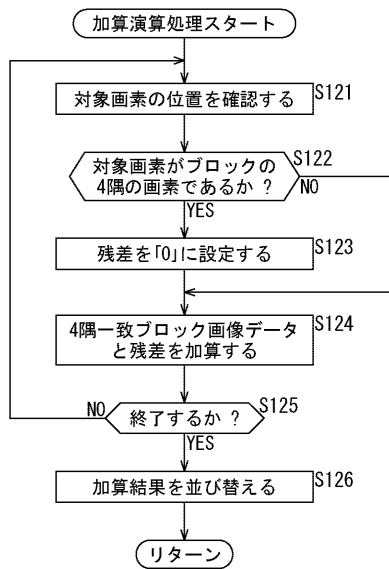 加算演算処理スタート
対象画素の位置を確認する
S121
対象画素がブロックの
4隅の画素であるか ?
S122
NO
YES
残差を「0」に設定する
S123
4隅一致ブロック画像データ
と残差を加算する
S124
NO
終了するか ?
S125
YES
加算結果を並び替える
S126
リターン